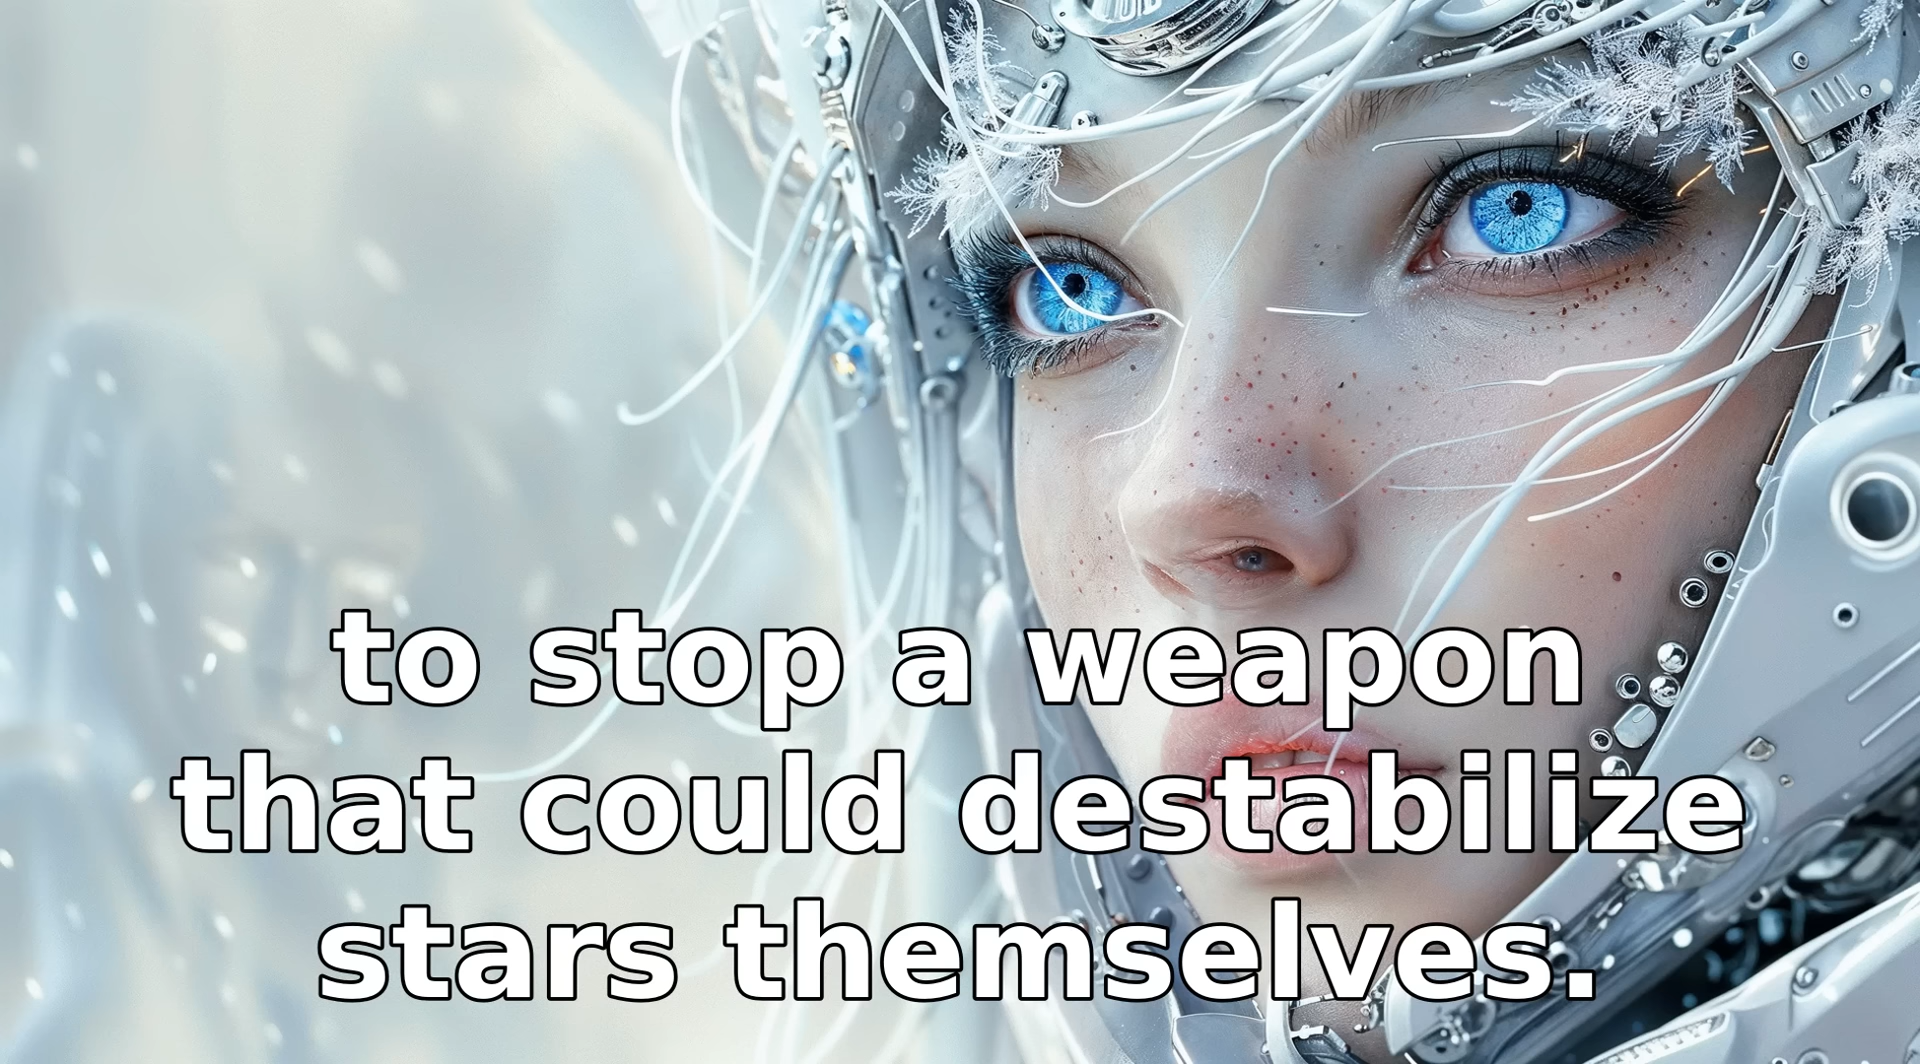 to stop a weapon
that could destabilize
stars themselves.